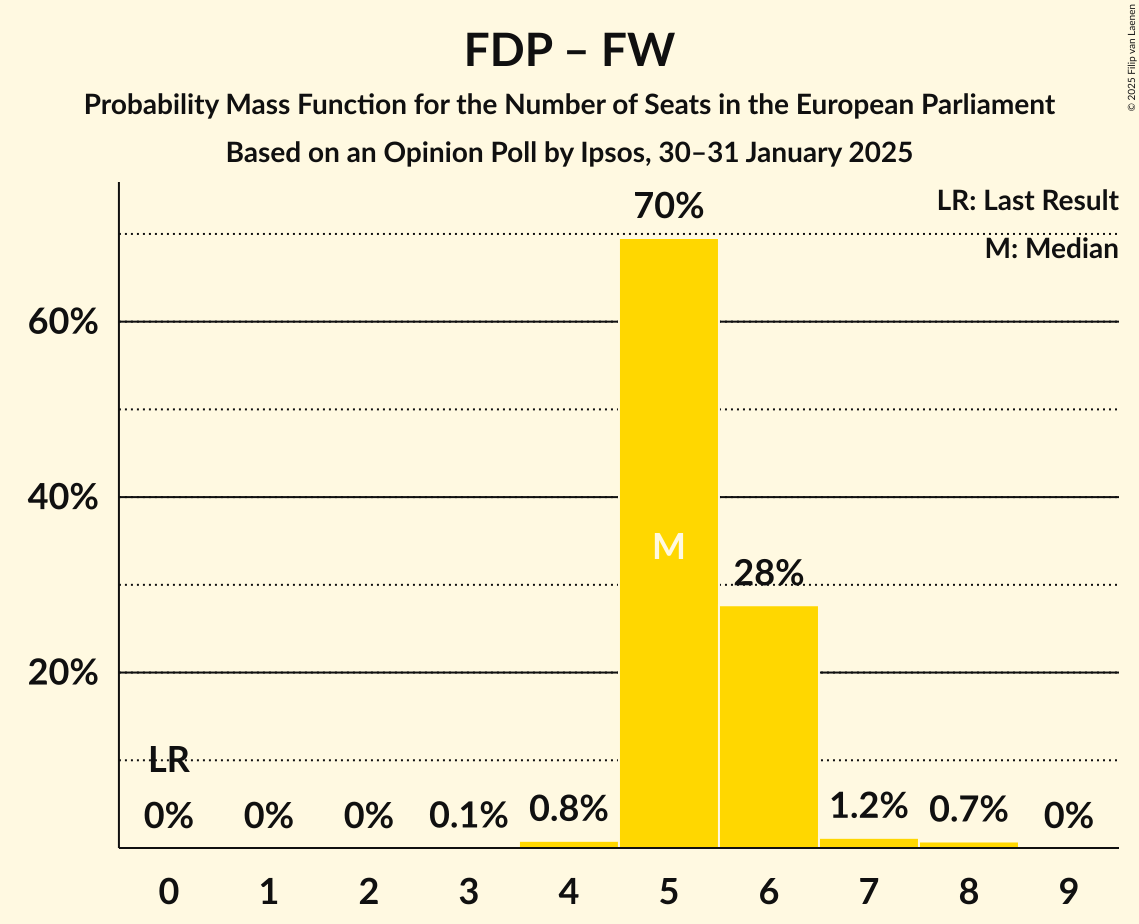 FDP – FW
Probability Mass Function for the Number of Seats in the European Parliament
Based on an Opinion Poll by Ipsos, 30–31 January 2025
© 2025 Filip van Laenen
LR: Last Result
M: Median
70%
60%
40%
M
28%
20%
LR
0% 0% 0% 0.1% 0.8% 1.2% 0.7% 0%
0 1 2 3 4 5 6 7 8 9